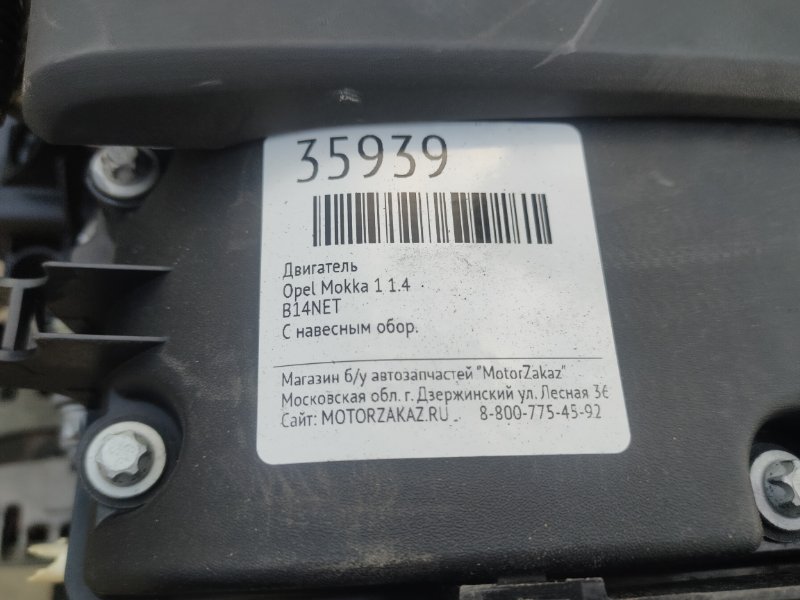 35939
Двигатель
Opel Mokka 1 1.4
B14NET
С навесным обор.
Магазин б/у автозапчастей "MotorZakaz"
Московская обл. г. Дзержинский ул. Лесная 36
Сайт: MOTORZAKAZ.RU 8-800-775-45-92